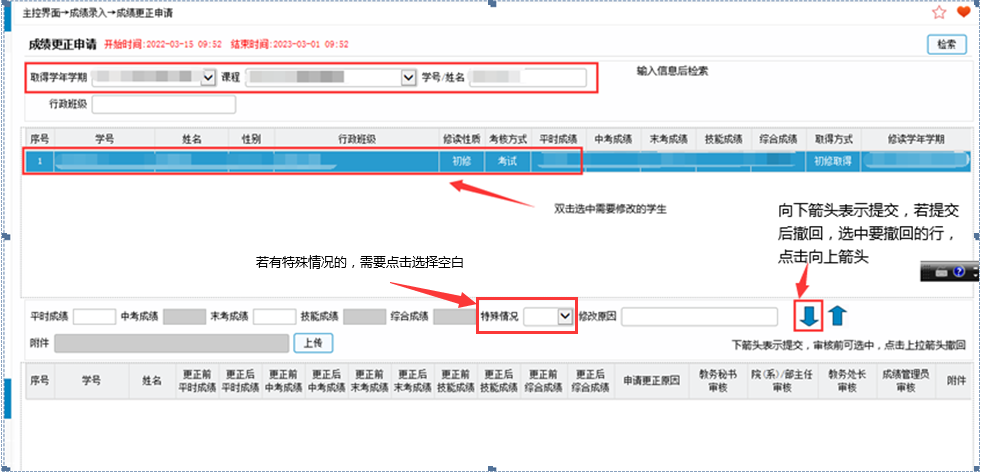 主控界面→成绩录入→成绩更正申请
成绩更正申请 开始时间:2022-03-15 09:52 结束时间:2023-03-01 09:52 检索
取得学年学期 课程 学号/姓名 输入信息后检索
行政班级
序号 学号 姓名 性别 行政班级 修读性质 考核方式 平时成绩 中考成绩 末考成绩 技能成绩 综合成绩 取得方式 修读学年学期
1 初修 考试 初修取得
双击选中需要修改的学生
向下箭头表示提交，若提交
后撤回，选中要撤回的行，
点击向上箭头
若有特殊情况的，需要点击选择空白
平时成绩 中考成绩 末考成绩 技能成绩 综合成绩 特殊情况 修改原因
附件 上传 下箭头表示提交，审核前可选中，点击上拉箭头撤回
序号 学号 姓名 更正前平时成绩 更正后平时成绩 更正前中考成绩 更正后中考成绩 更正前末考成绩 更正后末考成绩 更正前技能成绩 更正后技能成绩 更正前综合成绩 更正后综合成绩 申请更正原因 教务秘书审核 院(系)/部主任审核 教务处长审核 成绩管理员审核 附件